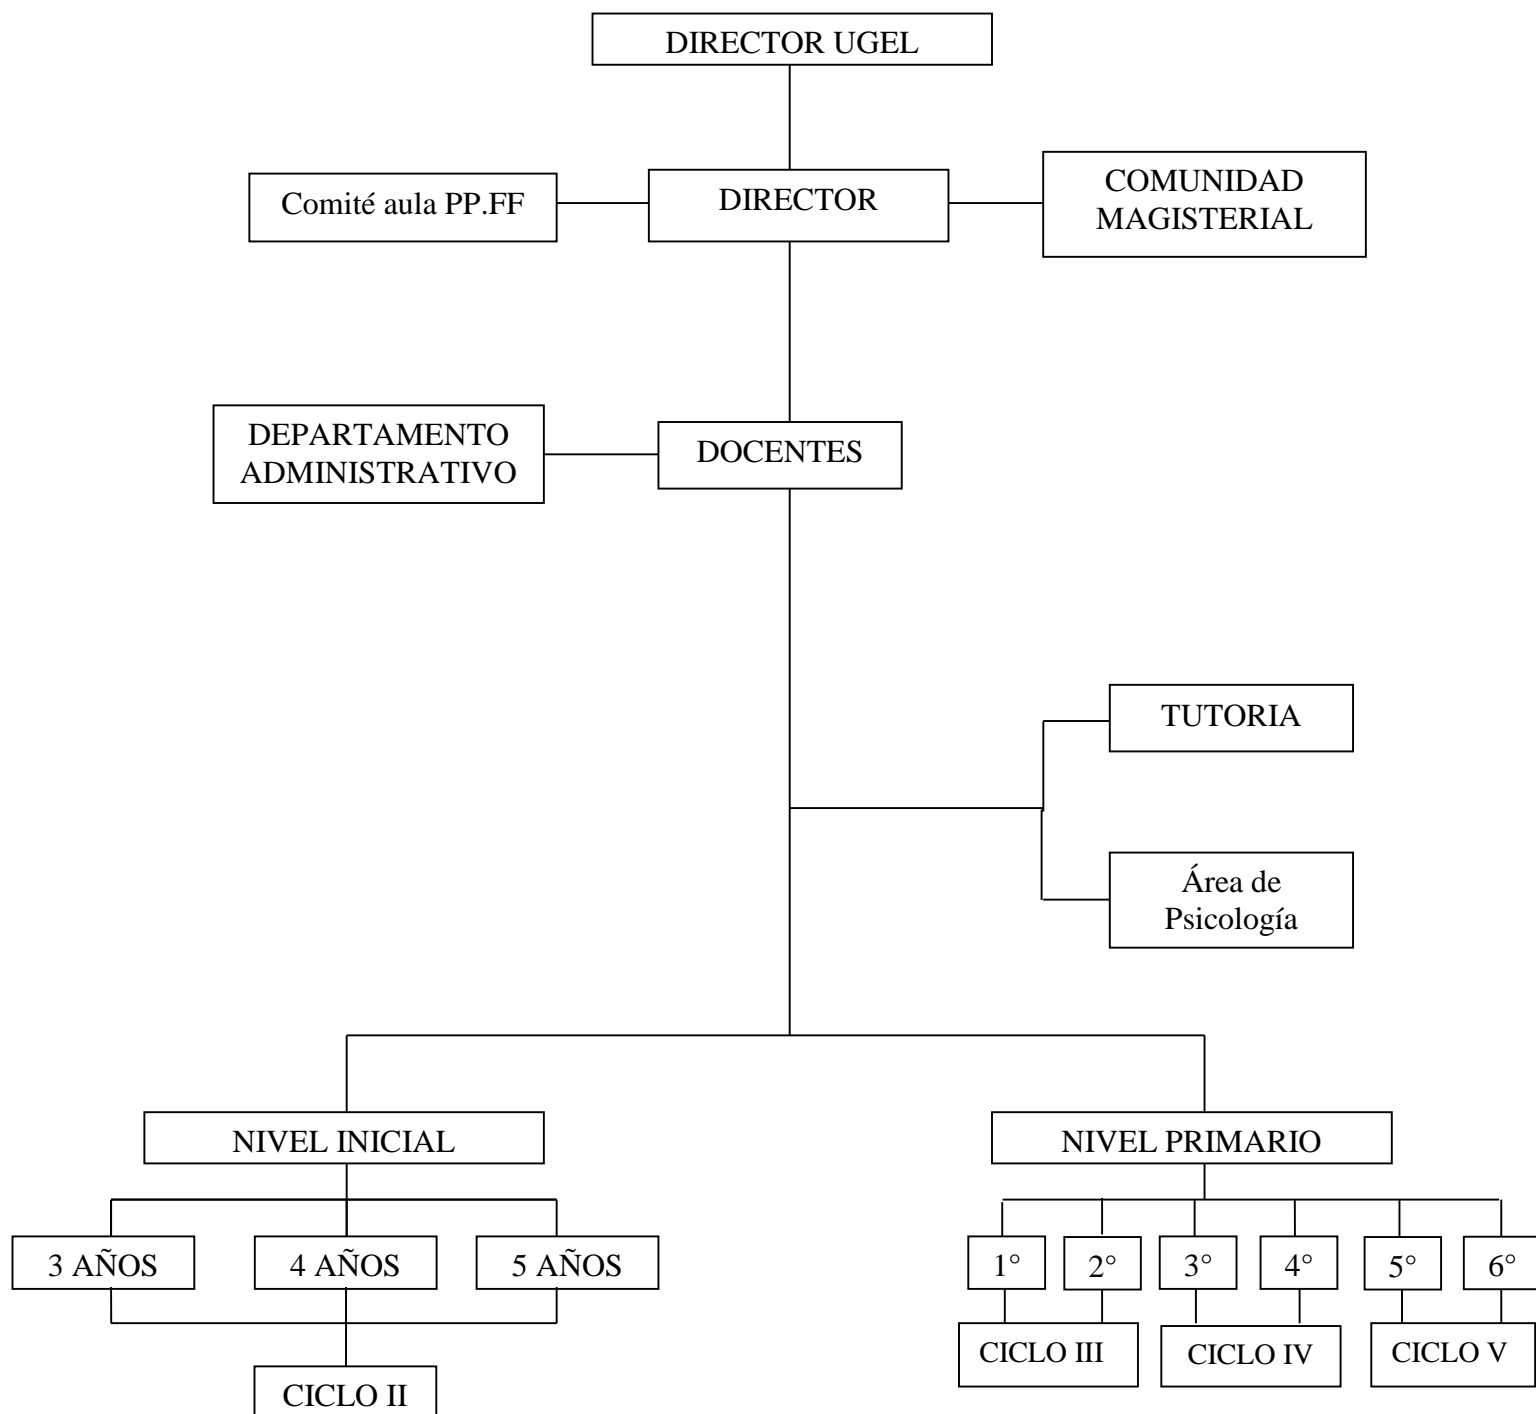 DIRECTOR UGEL
Comité aula PP.FF
DIRECTOR
COMUNIDAD
MAGISTERIAL
DEPARTAMENTO
ADMINISTRATIVO
DOCENTES
TUTORIA
Área de
Psicología
NIVEL INICIAL
NIVEL PRIMARIO
3 AÑOS
4 AÑOS
5 AÑOS
1°
2°
3°
4°
5°
6°
CICLO III
CICLO IV
CICLO V
CICLO II